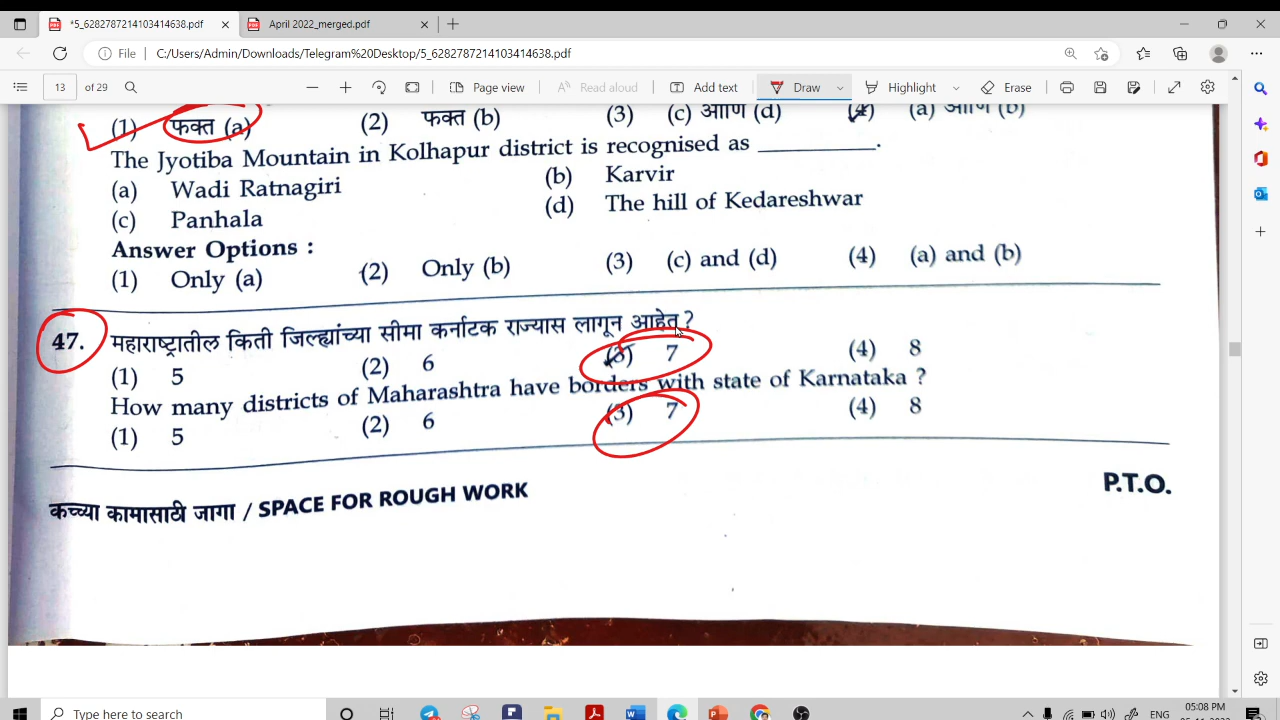 *5_6282787214103414638.pdf
April 2022_merged.pdf
File C:/Users/Admin/Downloads/Telegram%20Desktop/5_6282787214103414638.pdf
13 of 29
Page view
Read aloud
Add text
Draw
Highlight
Erase
(1) फक्त (a) (2) फक्त (b) (3) (c) आणि (d) (4) (a) आणि (b)
The Jyotiba Mountain in Kolhapur district is recognised as __________.
(a) Wadi Ratnagiri (b) Karvir
(c) Panhala (d) The hill of Kedareshwar
Answer Options :
(1) Only (a) (2) Only (b) (3) (c) and (d) (4) (a) and (b)
47. महाराष्ट्रातील किती जिल्ह्यांच्या सीमा कर्नाटक राज्यास लागून आहेत?
(1) 5 (2) 6 (3) 7 (4) 8
How many districts of Maharashtra have borders with state of Karnataka ?
(1) 5 (2) 6 (3) 7 (4) 8
P.T.O.
कच्च्या कामासाठी जागा / SPACE FOR ROUGH WORK
Type here to search
ENG
05:08 PM